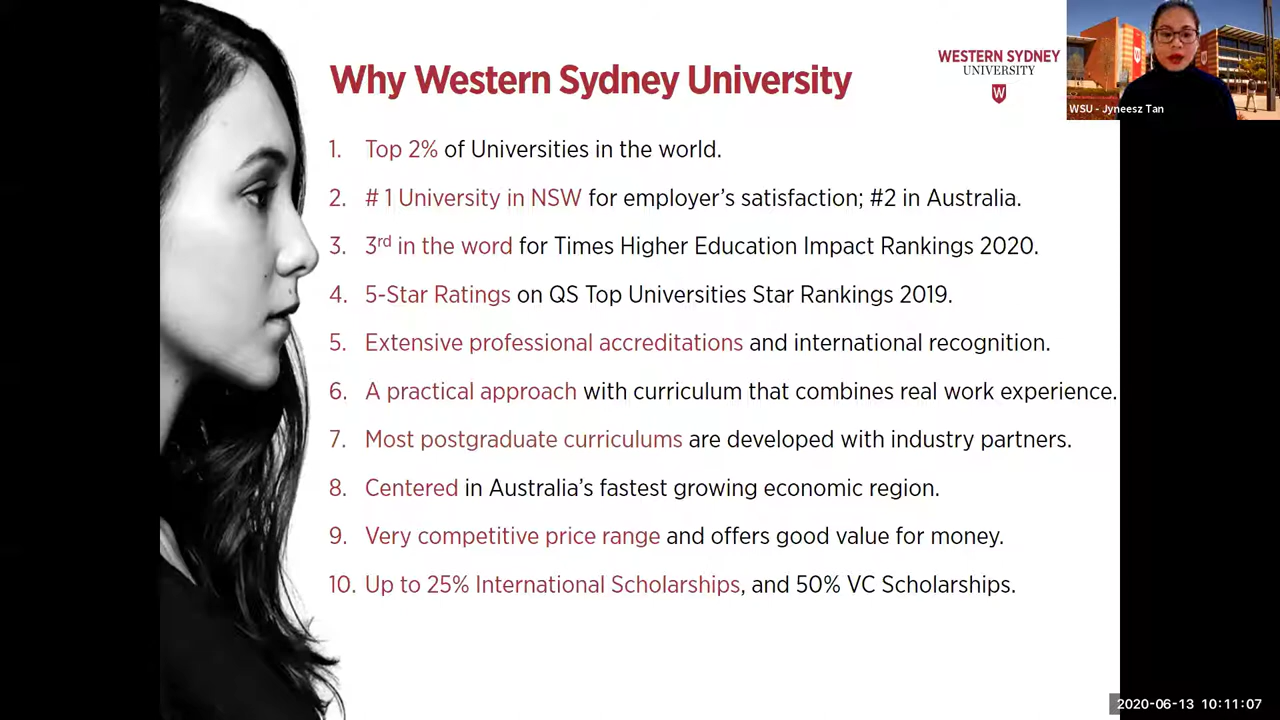 Why Western Sydney University
WESTERN SYDNEY
UNIVERSITY
W
WSU - Jyneesz Tan
1. Top 2% of Universities in the world.
2. # 1 University in NSW for employer's satisfaction; #2 in Australia.
3. 3rd in the word for Times Higher Education Impact Rankings 2020.
4. 5-Star Ratings on QS Top Universities Star Rankings 2019.
5. Extensive professional accreditations and international recognition.
6. A practical approach with curriculum that combines real work experience.
7. Most postgraduate curriculums are developed with industry partners.
8. Centered in Australia's fastest growing economic region.
9. Very competitive price range and offers good value for money.
10. Up to 25% International Scholarships, and 50% VC Scholarships.
2020-06-13 10:11:07